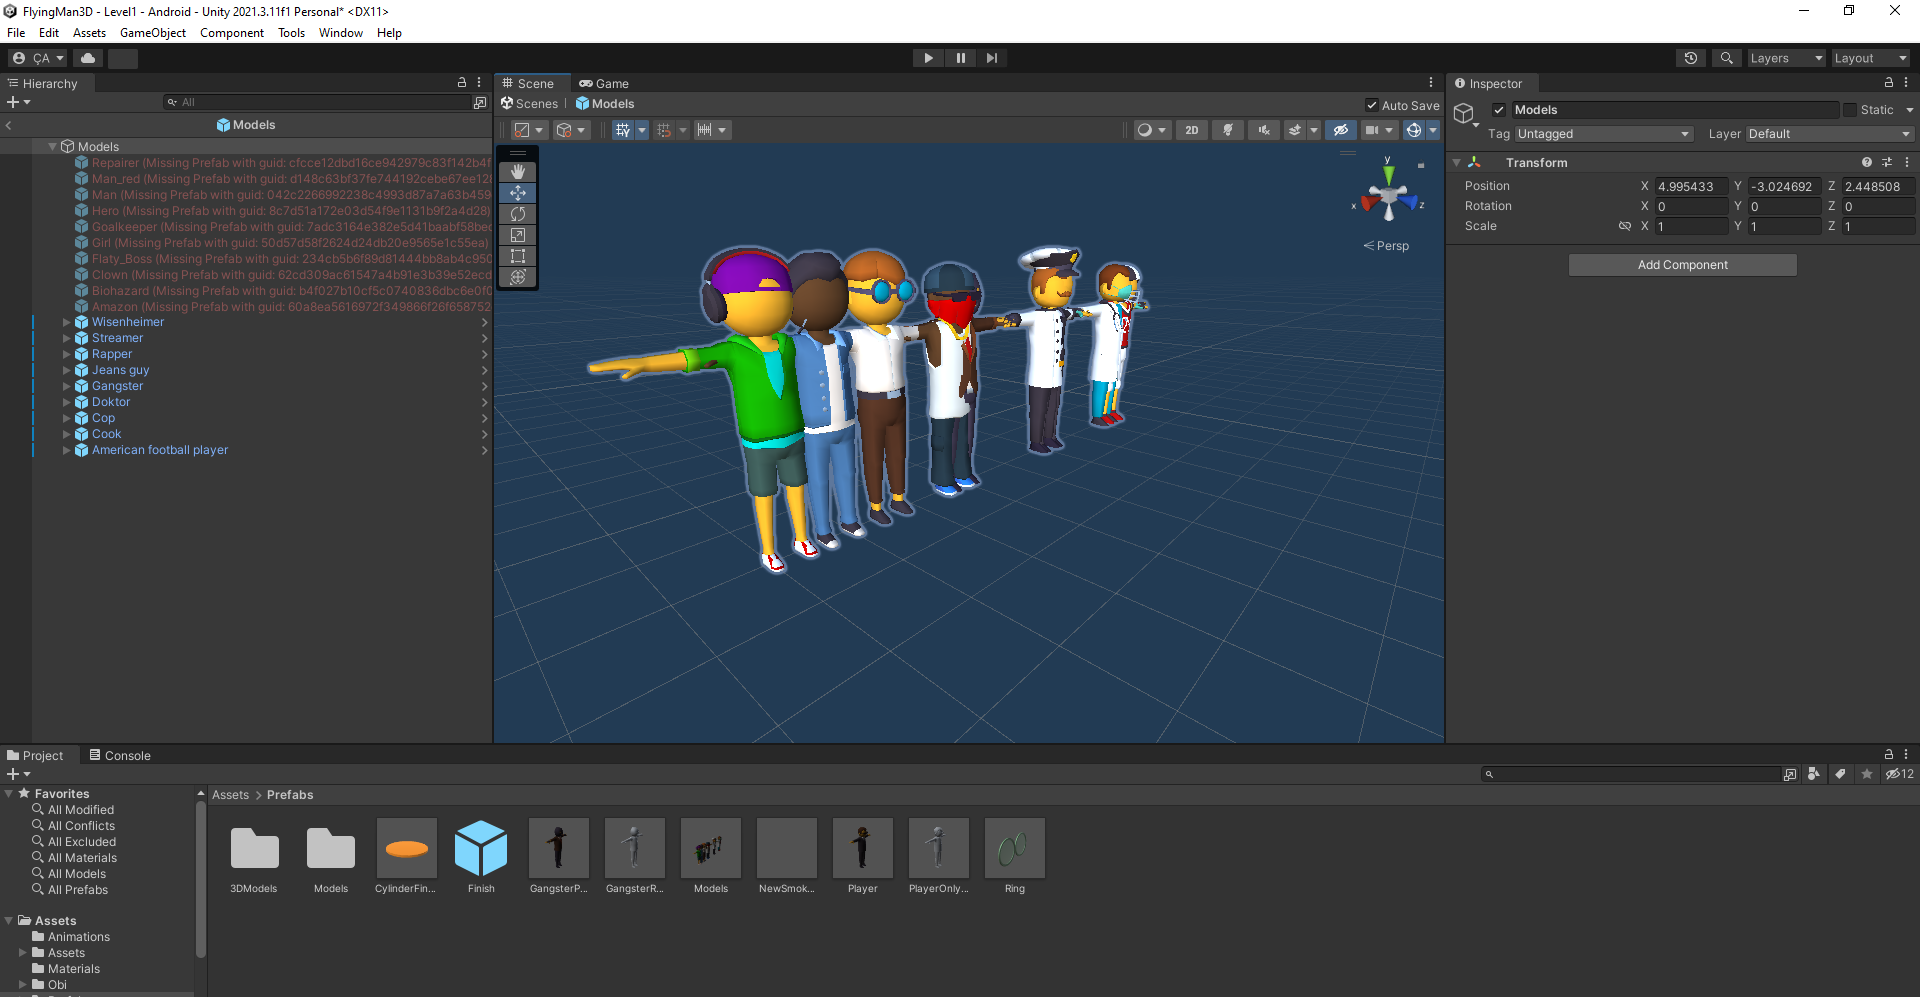 FlyingMan3D - Level1 - Android - Unity 2021.3.11f1 Personal* <DX11>
File Edit Assets GameObject Component Tools Window Help
ÇA
Layers
Layout
Hierarchy
All
Models
Models
Repairer (Missing Prefab with guid: cfcce12dbd16ce942979c83f142b4f
Man_red (Missing Prefab with guid: d148c63bf37fe744192cebe67ee128
Man (Missing Prefab with guid: 042c2266992238c4993d87a7a63b459
Hero (Missing Prefab with guid: 8c7d51a172e03d54f9e1131b9f2a4d28)
Goalkeeper (Missing Prefab with guid: 7adc3164e382e5d41baabf58bec
Girl (Missing Prefab with guid: 50d57d58f2624d24db20e9565e1c55ea)
Flaty_Boss (Missing Prefab with guid: 234cb5b6f89d81444bb8ab4c950
Clown (Missing Prefab with guid: 62cd309ac61547a4b91e3b39e52ecd
Biohazard (Missing Prefab with guid: b4f027b10cf5c0740836dbc6e0f0
Amazon (Missing Prefab with guid: 60a8ea5616972f349866f26f658752
Wisenheimer
Streamer
Rapper
Jeans guy
Gangster
Doktor
Cop
Cook
American football player
Scene
Game
Scenes | Models
Auto Save
2D
y
x
z
Persp
Inspector
Models
Static
Tag Untagged
Layer Default
Transform
Position X 4.995433 Y -3.024692 Z 2.448508
Rotation X 0 Y 0 Z 0
Scale X 1 Y 1 Z 1
Add Component
Project
Console
12
Favorites
All Modified
All Conflicts
All Excluded
All Materials
All Models
All Prefabs
Assets
Animations
Assets
Materials
Obi
Assets > Prefabs
3DModels
Models
CylinderFin...
Finish
GangsterP...
GangsterR...
Models
NewSmok...
Player
PlayerOnly...
Ring